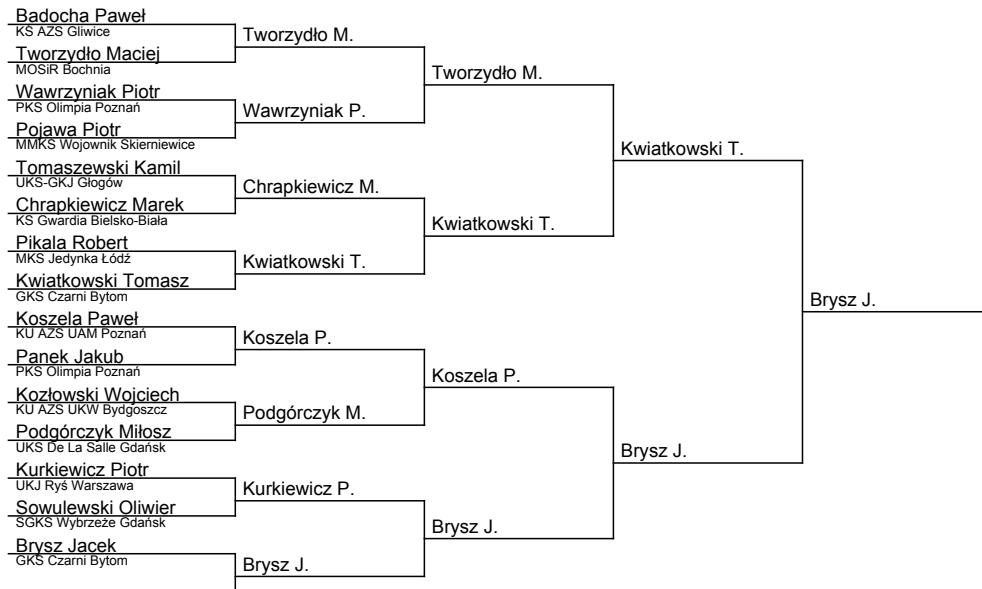 Badocha Paweł
KS AZS Gliwice
Tworzydło M.
Tworzydło Maciej
MOSiR Bochnia
Tworzydło M.
Wawrzyniak Piotr
PKS Olimpia Poznań
Wawrzyniak P.
Pojawa Piotr
MMKS Wojownik Skierniewice
Kwiatkowski T.
Tomaszewski Kamil
UKS-GKJ Głogów
Chrapkiewicz M.
Chrapkiewicz Marek
KS Gwardia Bielsko-Biała
Kwiatkowski T.
Pikala Robert
MKS Jedynka Łódź
Kwiatkowski T.
Kwiatkowski Tomasz
GKS Czarni Bytom
Brysz J.
Koszela Paweł
KU AZS UAM Poznań
Koszela P.
Panek Jakub
PKS Olimpia Poznań
Koszela P.
Kozłowski Wojciech
KU AZS UKW Bydgoszcz
Podgórczyk M.
Podgórczyk Miłosz
UKS De La Salle Gdańsk
Brysz J.
Kurkiewicz Piotr
UKJ Ryś Warszawa
Kurkiewicz P.
Sowulewski Oliwier
SGKS Wybrzeże Gdańsk
Brysz J.
Brysz Jacek
GKS Czarni Bytom
Brysz J.